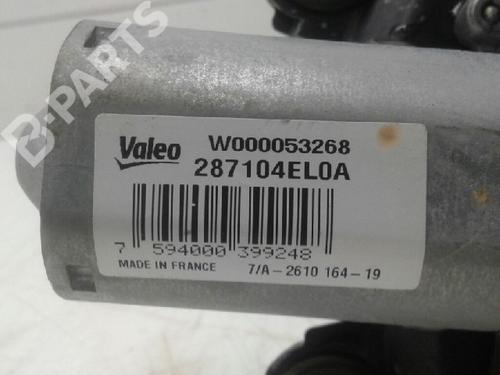 B-PARTS
Valeo
W000053268
287104EL0A
7 594000 399248
MADE IN FRANCE 7/A-2610 164-19